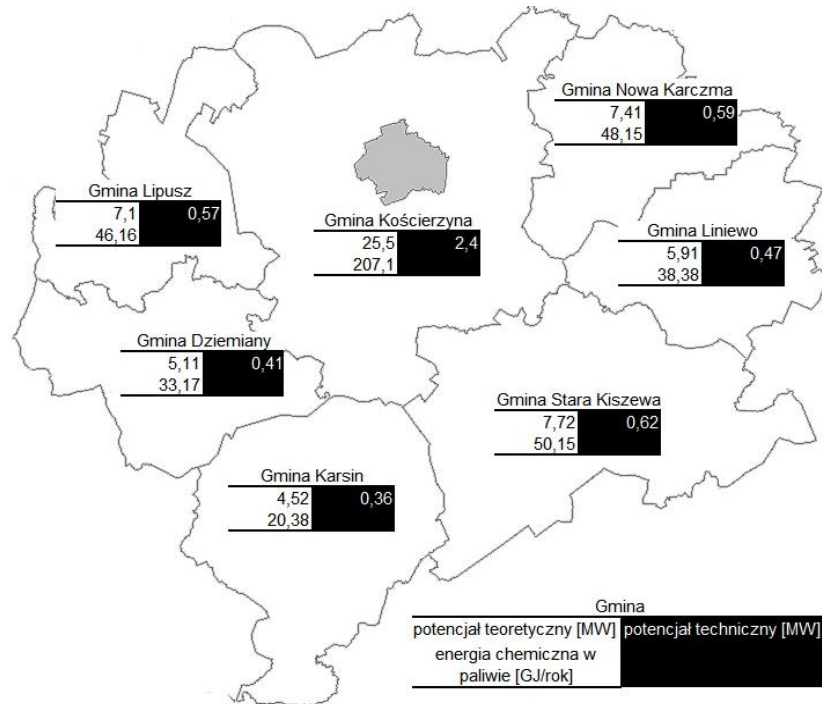 Gmina Nowa Karczma
7,41 0,59
48,15
Gmina Lipusz
7,1 0,57
46,16
Gmina Kościerzyna
25,5 2,4
207,1
Gmina Liniewo
5,91 0,47
38,38
Gmina Dziemiany
5,11 0,41
33,17
Gmina Stara Kiszewa
7,72 0,62
50,15
Gmina Karsin
4,52 0,36
20,38
Gmina
potencjał teoretyczny [MW] potencjał techniczny [MW]
energia chemiczna w
paliwie [GJ/rok]